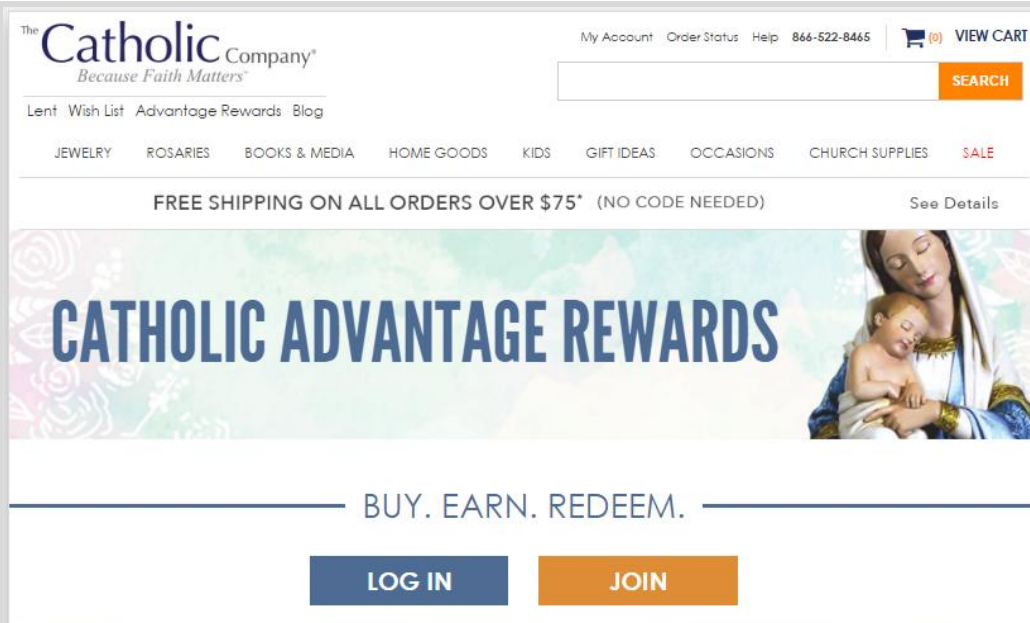 The Catholic Company®
Because Faith Matters™
My Account Order Status Help 866-522-8465 (0) VIEW CART
SEARCH
Lent Wish List Advantage Rewards Blog
JEWELRY ROSARIES BOOKS & MEDIA HOME GOODS KIDS GIFT IDEAS OCCASIONS CHURCH SUPPLIES SALE
FREE SHIPPING ON ALL ORDERS OVER $75* (NO CODE NEEDED) See Details
CATHOLIC ADVANTAGE REWARDS
BUY. EARN. REDEEM.
LOG IN JOIN